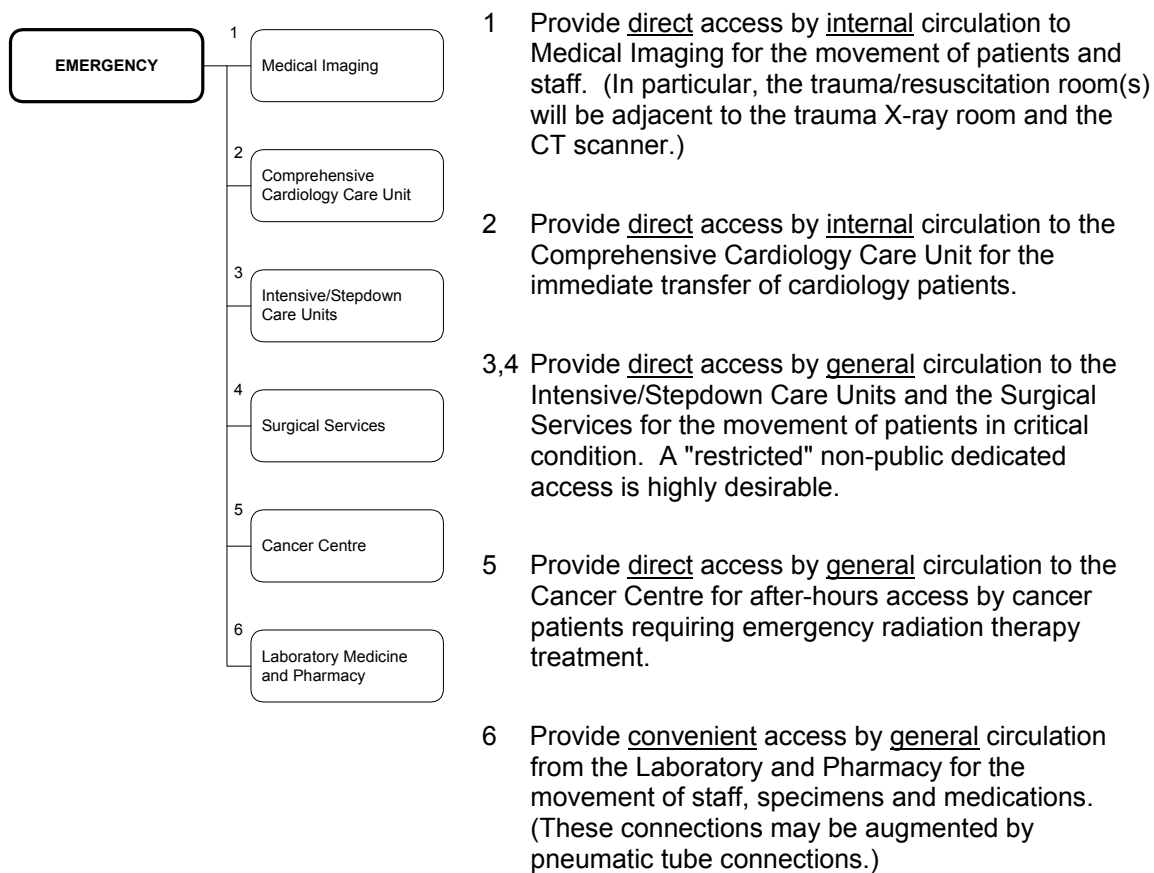 EMERGENCY
1
Medical Imaging
2
Comprehensive
Cardiology Care Unit
3
Intensive/Stepdown
Care Units
4
Surgical Services
5
Cancer Centre
6
Laboratory Medicine
and Pharmacy
1 Provide direct access by internal circulation to
Medical Imaging for the movement of patients and
staff. (In particular, the trauma/resuscitation room(s)
will be adjacent to the trauma X-ray room and the
CT scanner.)
2 Provide direct access by internal circulation to the
Comprehensive Cardiology Care Unit for the
immediate transfer of cardiology patients.
3,4 Provide direct access by general circulation to the
Intensive/Stepdown Care Units and the Surgical
Services for the movement of patients in critical
condition. A "restricted" non-public dedicated
access is highly desirable.
5 Provide direct access by general circulation to the
Cancer Centre for after-hours access by cancer
patients requiring emergency radiation therapy
treatment.
6 Provide convenient access by general circulation
from the Laboratory and Pharmacy for the
movement of staff, specimens and medications.
(These connections may be augmented by
pneumatic tube connections.)